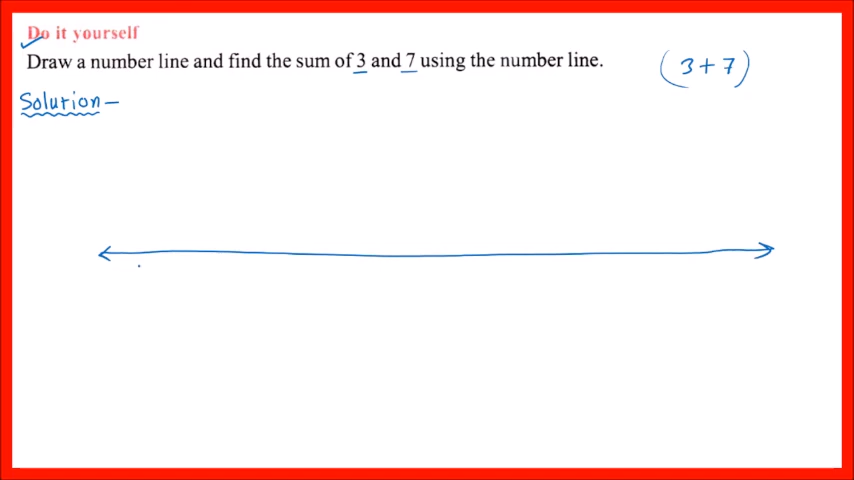 Do it yourself
Draw a number line and find the sum of 3 and 7 using the number line. (3+7)
Solution-